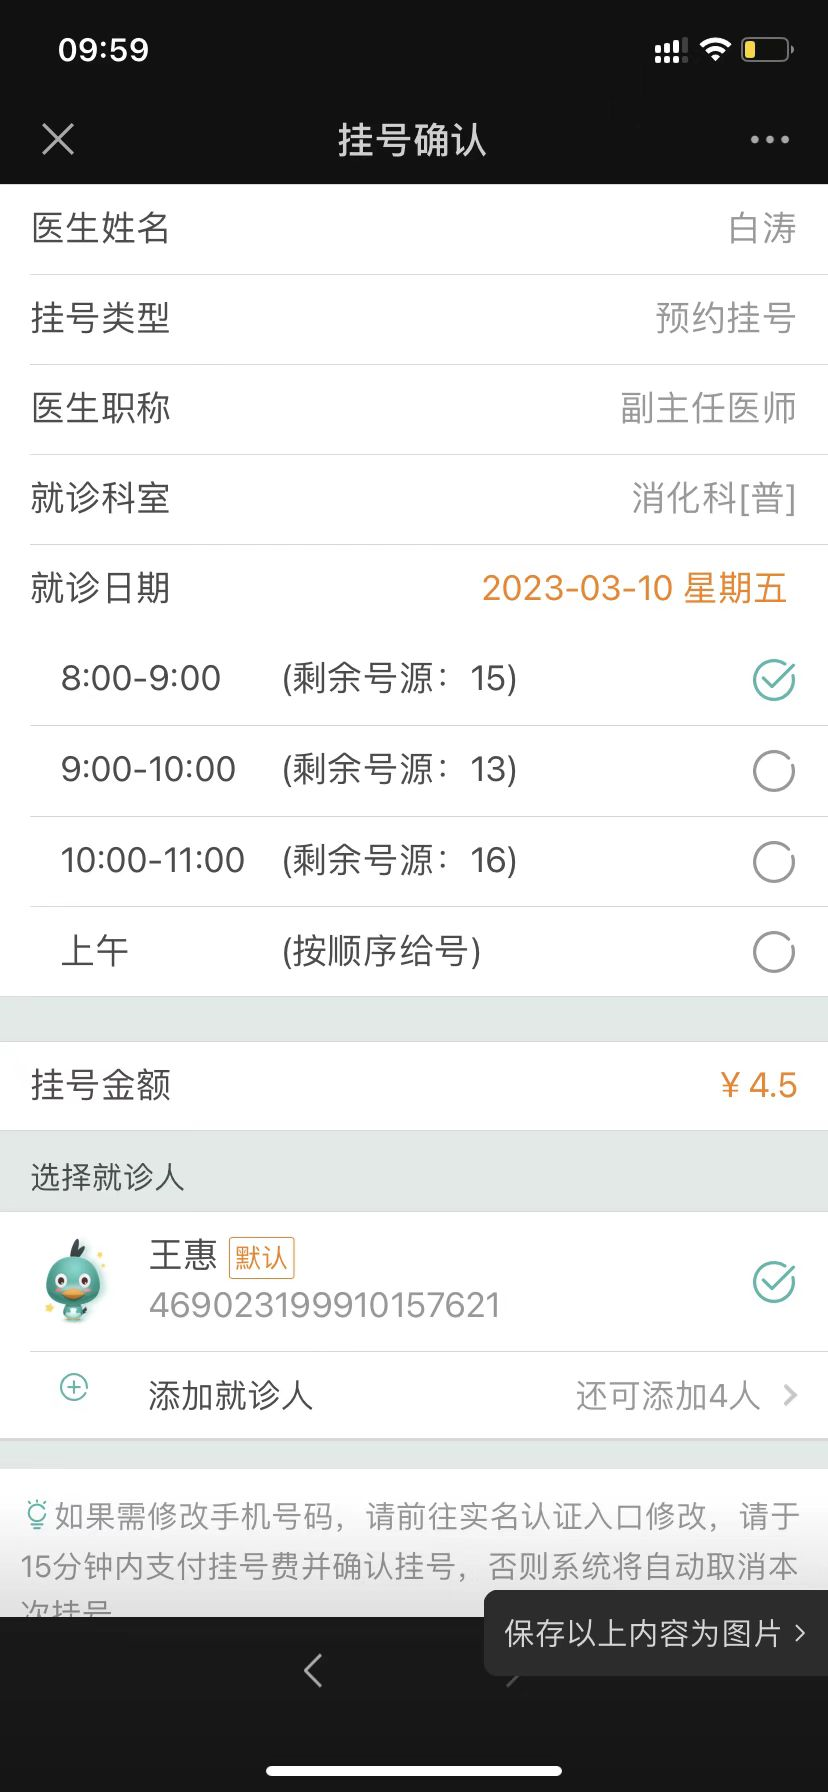 09:59
挂号确认
医生姓名 白涛
挂号类型 预约挂号
医生职称 副主任医师
就诊科室 消化科[普]
就诊日期 2023-03-10 星期五
8:00-9:00 (剩余号源：15)
9:00-10:00 (剩余号源：13)
10:00-11:00 (剩余号源：16)
上午 (按顺序给号)
挂号金额 ¥ 4.5
选择就诊人
王惠 默认
469023199910157621
添加就诊人 还可添加4人
如果需修改手机号码，请前往实名认证入口修改，请于
15分钟内支付挂号费并确认挂号，否则系统将自动取消本
次挂号
保存以上内容为图片